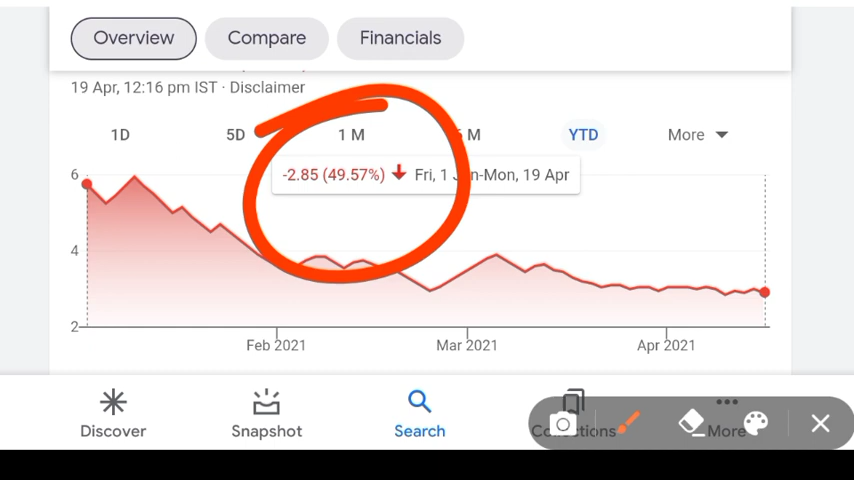 Overview Compare Financials
19 Apr, 12:16 pm IST · Disclaimer
1D 5D 1 M M YTD More
-2.85 (49.57%) Fri, 1 -Mon, 19 Apr
6
4
2
Feb 2021 Mar 2021 Apr 2021
Discover Snapshot Search Collections More